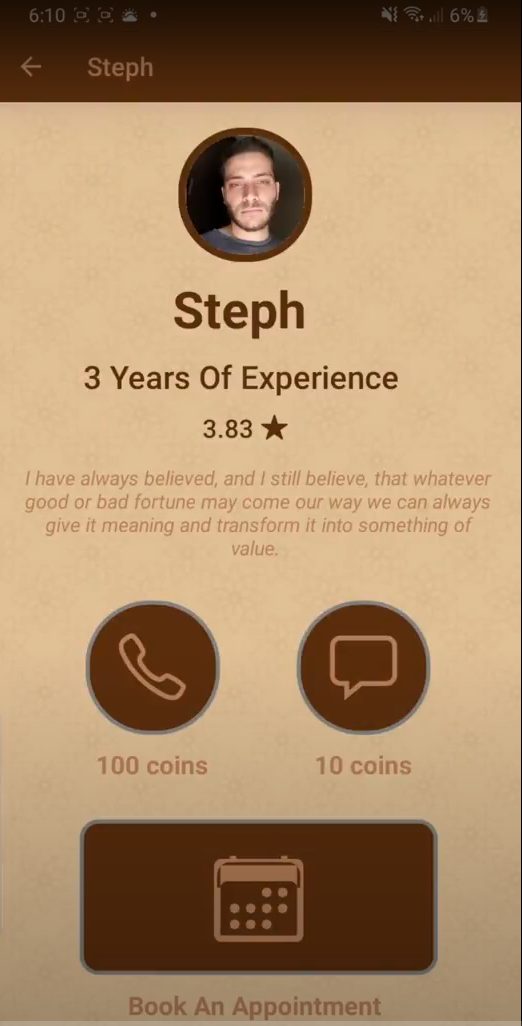 6:10
6%
Steph
Steph
3 Years Of Experience
3.83 ★
I have always believed, and I still believe, that whatever
good or bad fortune may come our way we can always
give it meaning and transform it into something of
value.
100 coins
10 coins
Book An Appointment